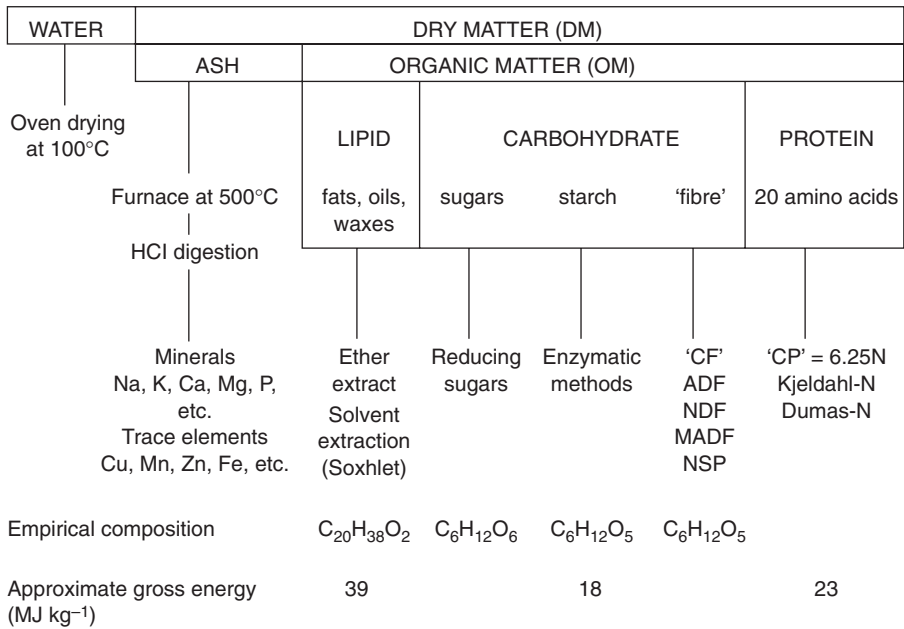 WATER DRY MATTER (DM)
ASH ORGANIC MATTER (OM)
Oven drying
at 100°C
LIPID CARBOHYDRATE PROTEIN
Furnace at 500°C
fats, oils, sugars starch 'fibre' 20 amino acids
waxes
HCl digestion
Minerals Ether Reducing Enzymatic 'CF' 'CP' = 6.25N
Na, K, Ca, Mg, P, extract sugars methods ADF Kjeldahl-N
etc. Solvent NDF Dumas-N
Trace elements extraction MADF
Cu, Mn, Zn, Fe, etc. (Soxhlet) NSP
Empirical composition C₂₀H₃₈O₂ C₆H₁₂O₆ C₆H₁₂O₅ C₆H₁₂O₅
Approximate gross energy 39 18 23
(MJ kg⁻¹)